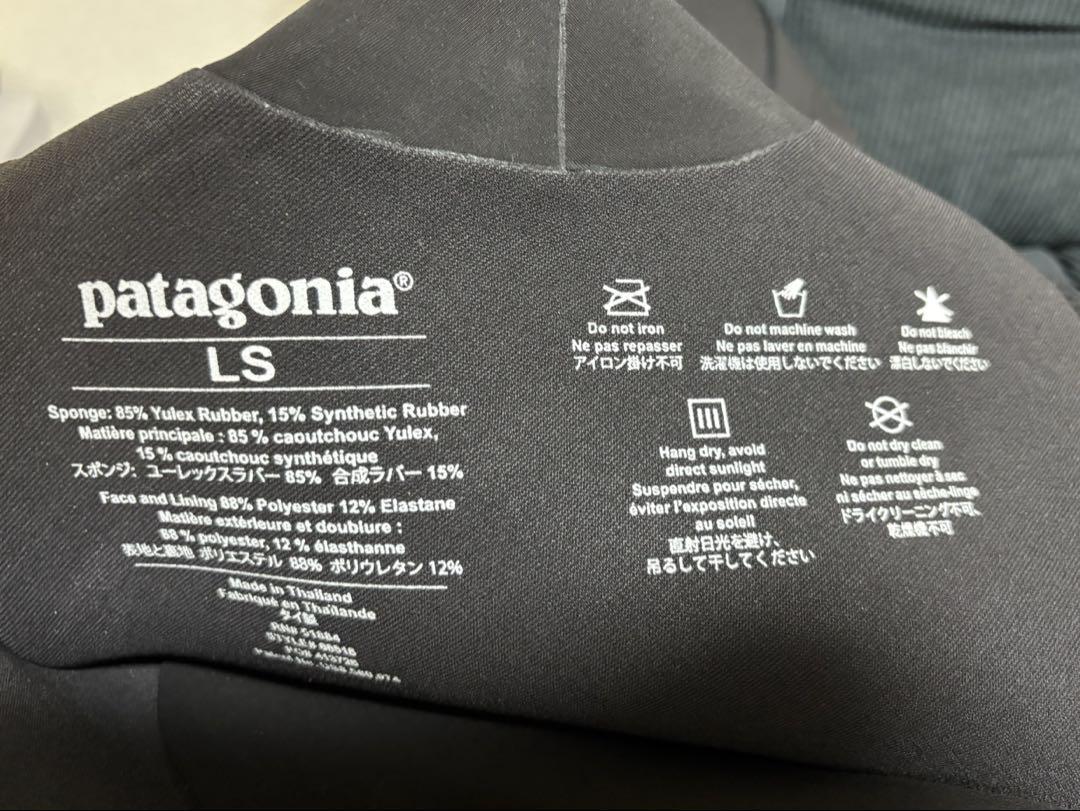 patagonia®
LS
Sponge: 85% Yulex Rubber, 15% Synthetic Rubber
Matière principale : 85 % caoutchouc Yulex,
15 % caoutchouc synthétique
スポンジ: ユーレックスラバー 85% 合成ラバー 15%
Face and Lining 88% Polyester 12% Elastane
Matière extérieure et doublure :
88 % polyester, 12 % élasthanne
表地と裏地 ポリエステル 88% ポリウレタン 12%
Made in Thailand
Fabriqué en Thaïlande
タイ製
RN# 51884
STYLE#
Patent No.
Do not iron
Ne pas repasser
アイロン掛け不可
Do not machine wash
Ne pas laver en machine
洗濯機は使用しないでください
Do not bleach
Ne pas blanchir
漂白しないでください
Hang dry, avoid
direct sunlight
Suspendre pour sécher,
éviter l'exposition directe
au soleil
直射日光を避け、
吊るして干してください
Do not dry clean
or tumble dry
Ne pas nettoyer à sec
ni sécher au sèche-linge
ドライクリーニング不可、
乾燥機不可